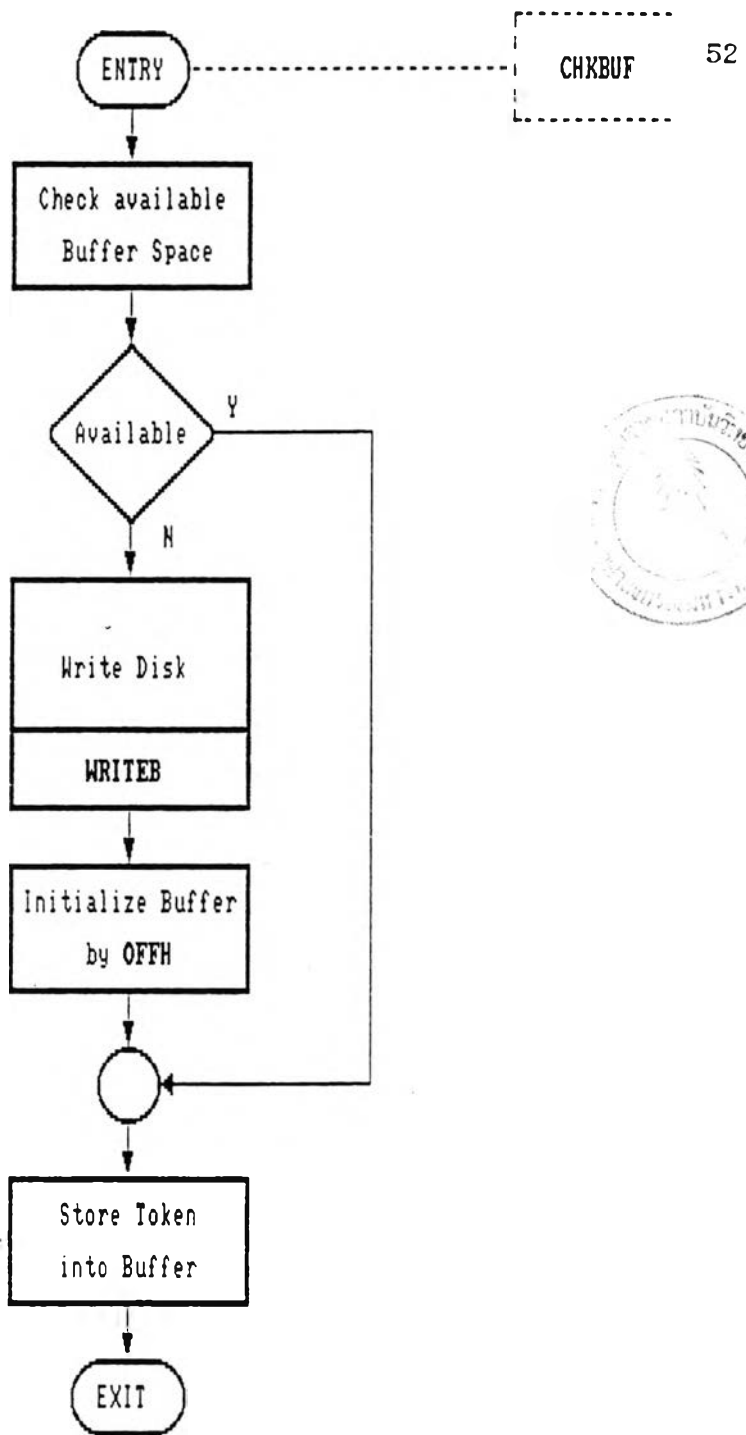 ENTRY
CHKBUF
52
Check available
Buffer Space
Available
Y
N
Write Disk
WRITEB
Initialize Buffer
by OFFH
Store Token
into Buffer
EXIT